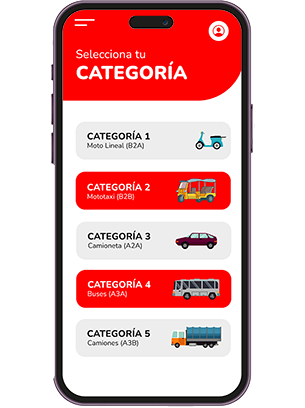 Selecciona tu
CATEGORÍA
CATEGORÍA 1
Moto Lineal (B2A)
CATEGORÍA 2
Mototaxi (B2B)
CATEGORÍA 3
Camioneta (A2A)
CATEGORÍA 4
Buses (A3A)
CATEGORÍA 5
Camiones (A3B)